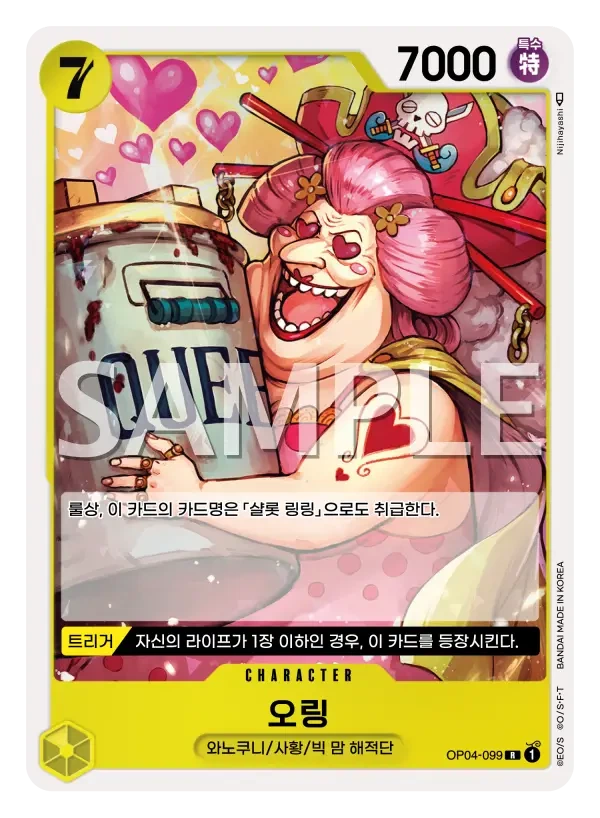 7
7000
특수
特
Nijihayashi
QUEE
SAMPLE
룰상, 이 카드의 카드명은 「샬롯 링링」으로도 취급한다.
트리거 자신의 라이프가 1장 이하인 경우, 이 카드를 등장시킨다.
CHARACTER
오링
와노쿠니/사황/빅 맘 해적단
OP04-099 R 1
©E.O/S ©O/S·F·T BANDAI MADE IN KOREA